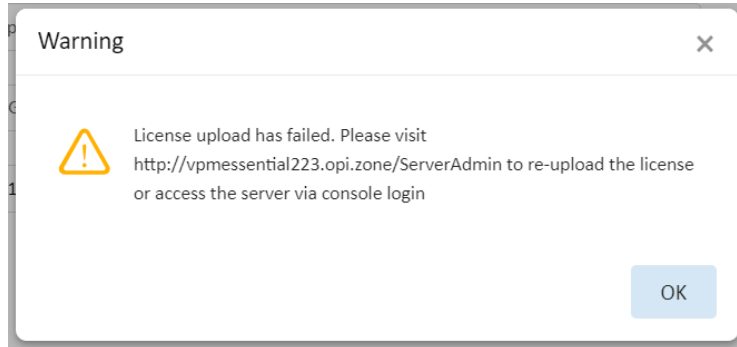 Warning
License upload has failed. Please visit
http://vpmessential223.opi.zone/ServerAdmin to re-upload the license
or access the server via console login
OK